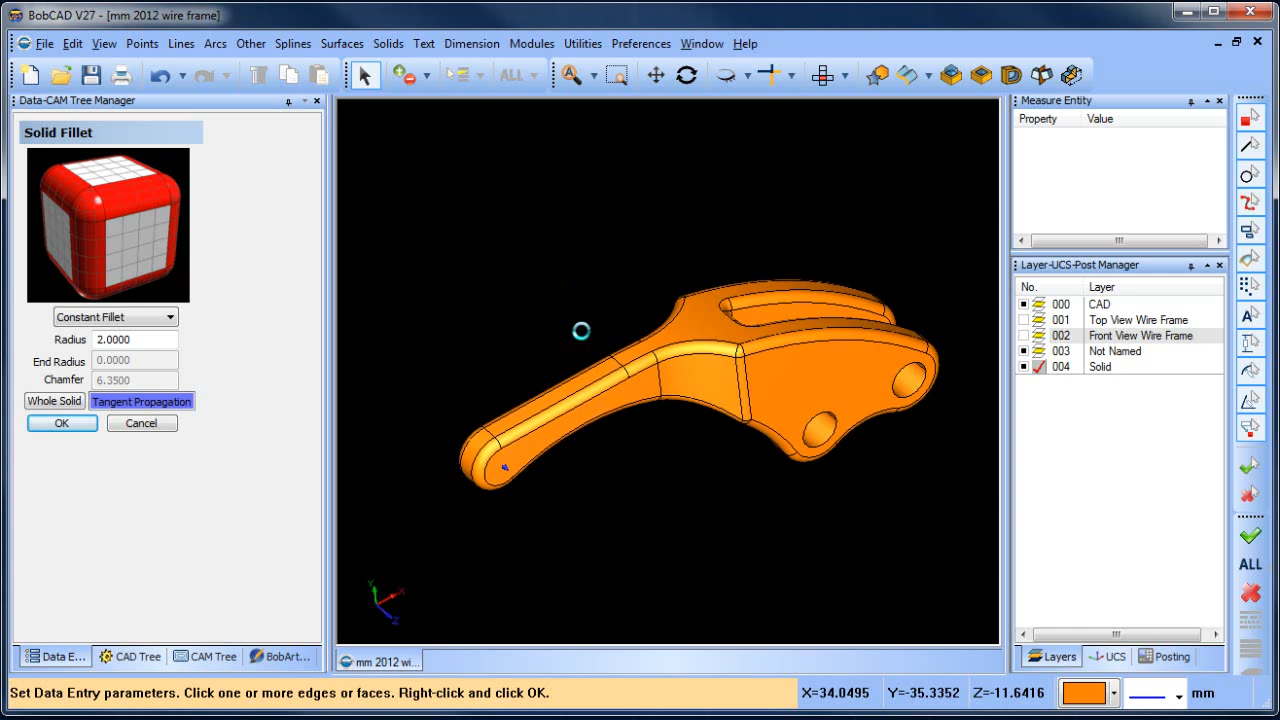 BobCAD V27 - [mm 2012 wire frame]
File Edit View Points Lines Arcs Other Splines Surfaces Solids Text Dimension Modules Utilities Preferences Window Help
ALL
Data-CAM Tree Manager
Solid Fillet
Constant Fillet
Radius 2.0000
End Radius 0.0000
Chamfer 6.3500
Whole Solid Tangent Propagation
OK Cancel
Data E... CAD Tree CAM Tree BobArt...
Y X Z
mm 2012 wi...
Measure Entity
Property Value
Layer-UCS-Post Manager
No. Layer
000 CAD
001 Top View Wire Frame
002 Front View Wire Frame
003 Not Named
004 Solid
Layers UCS Posting
A
ALL
Set Data Entry parameters. Click one or more edges or faces. Right-click and click OK.
X=34.0495 Y=-35.3352 Z=-11.6416 mm